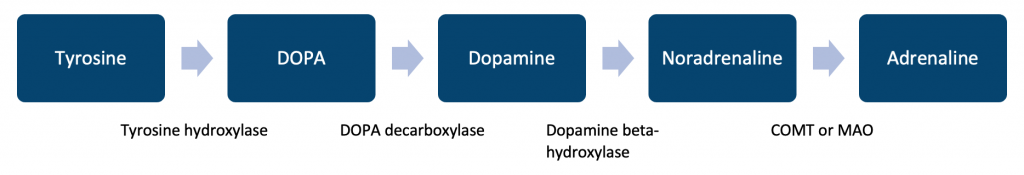 Tyrosine
DOPA
Dopamine
Noradrenaline
Adrenaline
Tyrosine hydroxylase
DOPA decarboxylase
Dopamine beta-
hydroxylase
COMT or MAO